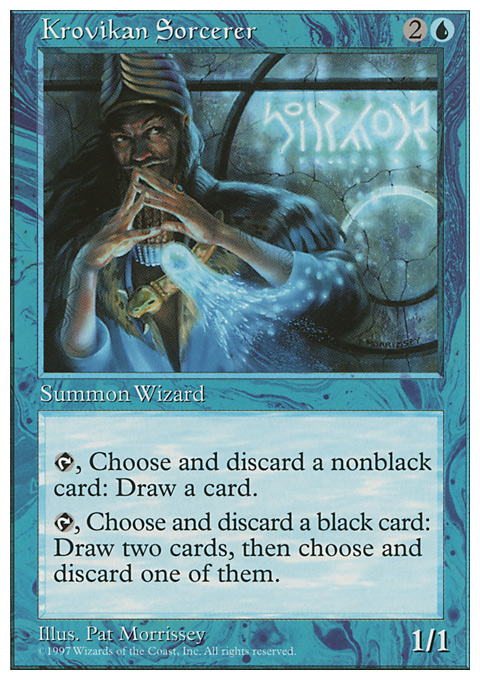 Krovikan Sorcerer 2
Summon Wizard
, Choose and discard a nonblack
card: Draw a card.
, Choose and discard a black card:
Draw two cards, then choose and
discard one of them.
Illus. Pat Morrissey
1/1
©1997 Wizards of the Coast, Inc. All rights reserved.